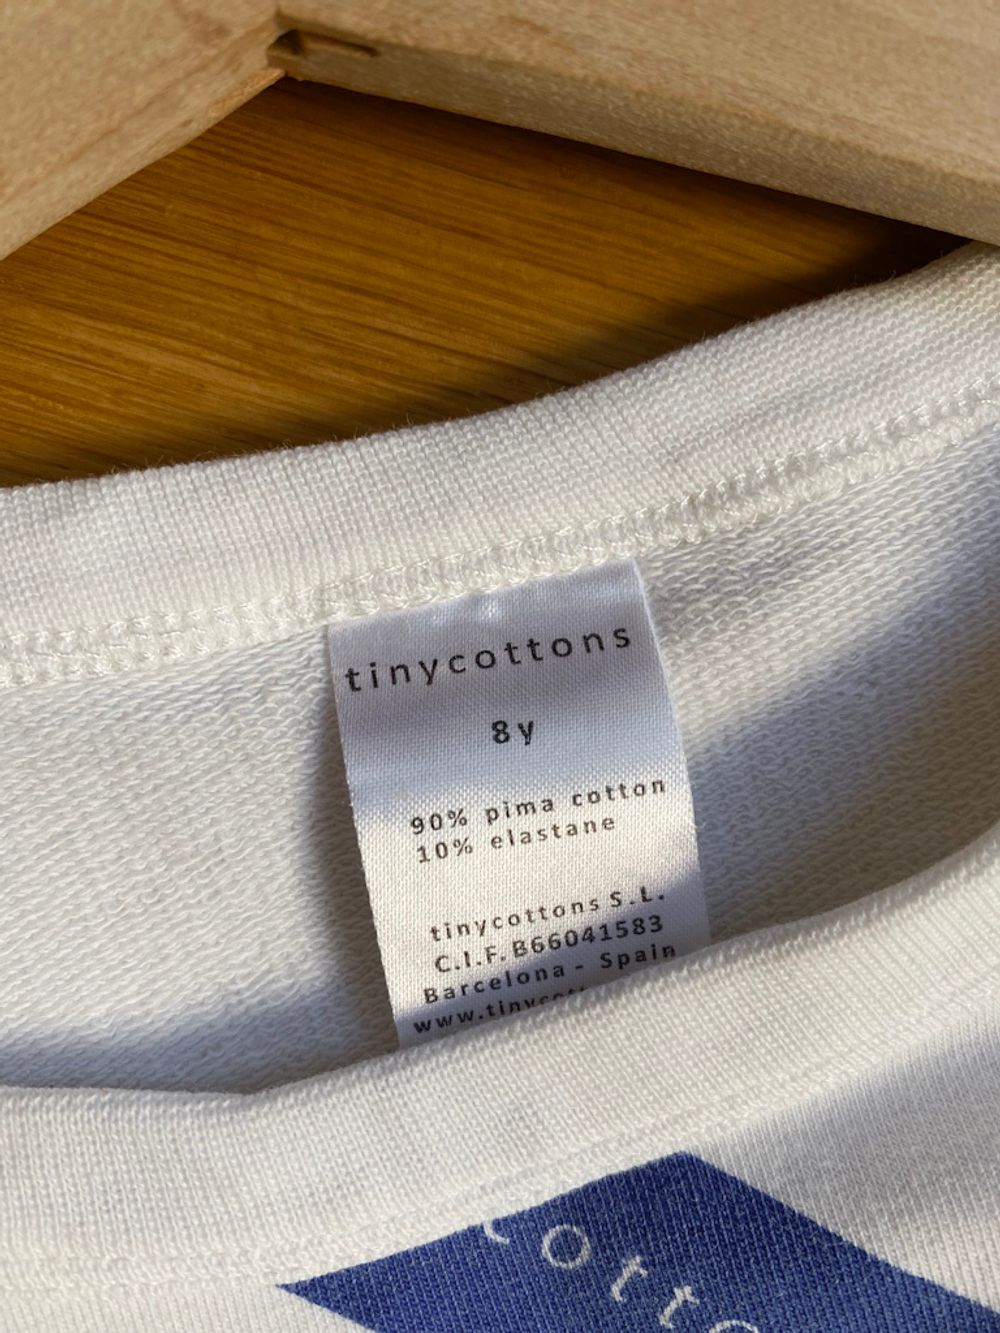 tinycottons
8y
90% pima cotton
10% elastane
tinycottons S.L.
C.I.F. B66041583
Barcelona - Spain